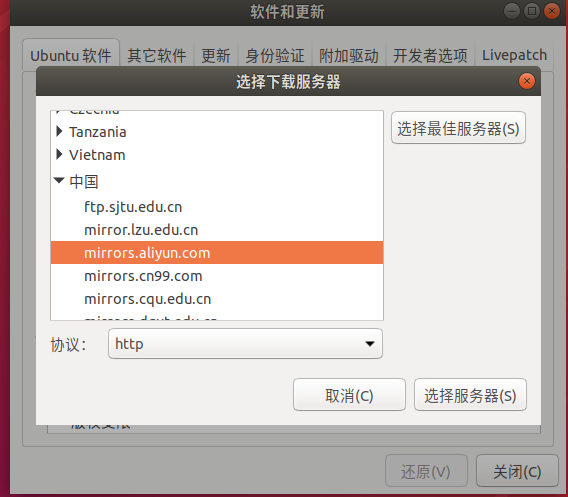 软件和更新
Ubuntu 软件 其它软件 更新 身份验证 附加驱动 开发者选项 Livepatch
选择下载服务器
Czechia
Tanzania
Vietnam
中国
ftp.sjtu.edu.cn
mirror.lzu.edu.cn
mirrors.aliyun.com
mirrors.cn99.com
mirrors.cqu.edu.cn
选择最佳服务器(S)
协议：
http
取消(C) 选择服务器(S)
还原(V) 关闭(C)